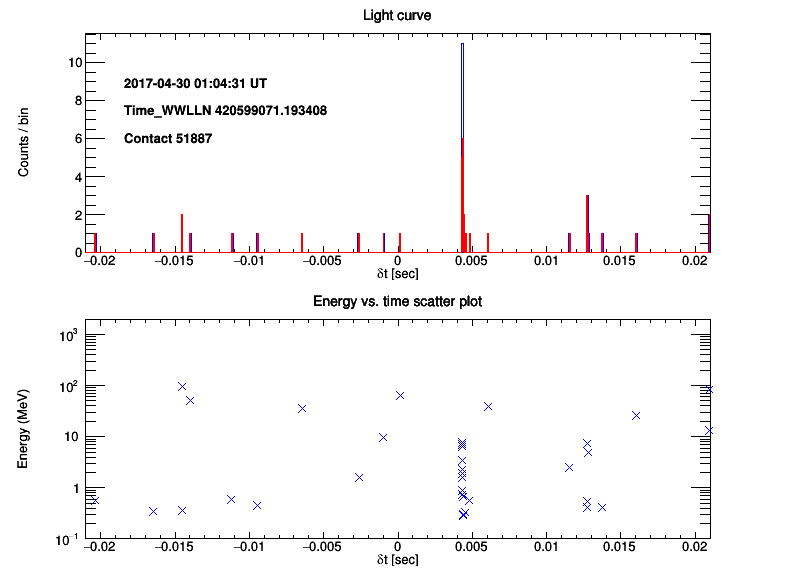 Light curve
Counts / bin
10
8
6
4
2
0
2017-04-30 01:04:31 UT
Time_WWLLN 420599071.193408
Contact 51887
−0.02 −0.015 −0.01 −0.005 0 0.005 0.01 0.015 0.02
δt [sec]
Energy vs. time scatter plot
Energy (MeV)
10³
10²
10
1
10⁻¹
−0.02 −0.015 −0.01 −0.005 0 0.005 0.01 0.015 0.02
δt [sec]